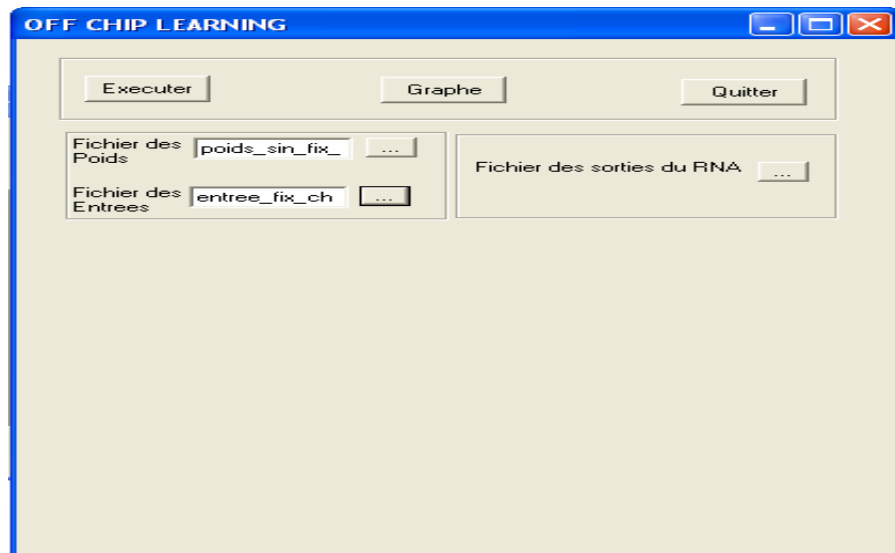 OFF CHIP LEARNING
Executer
Graphe
Quitter
Fichier des
Poids
poids_sin_fix_
...
Fichier des sorties du RNA
...
Fichier des
Entrees
entree_fix_ch
...